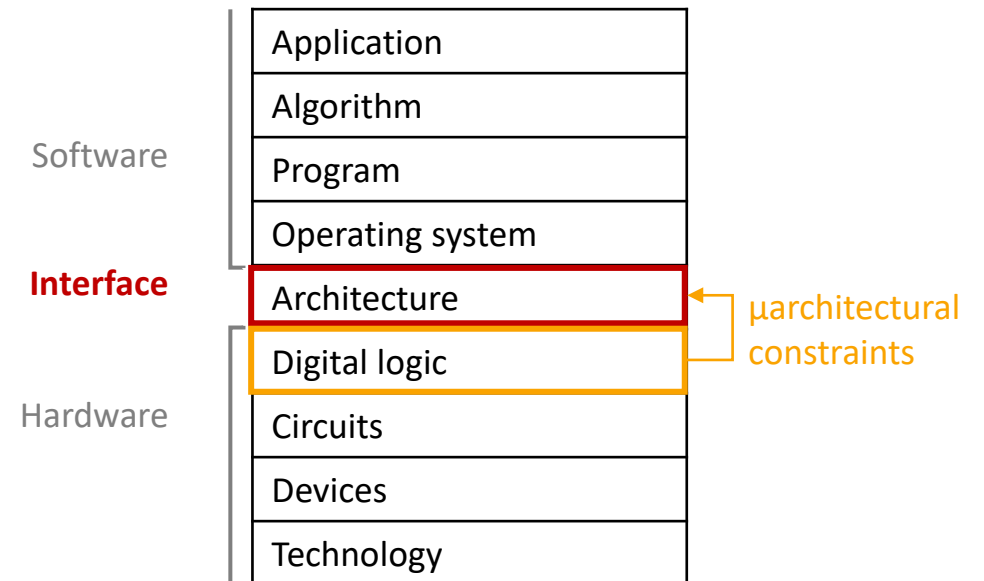 Application
Algorithm
Software
Program
Operating system
Interface
Architecture
µarchitectural
constraints
Digital logic
Hardware
Circuits
Devices
Technology